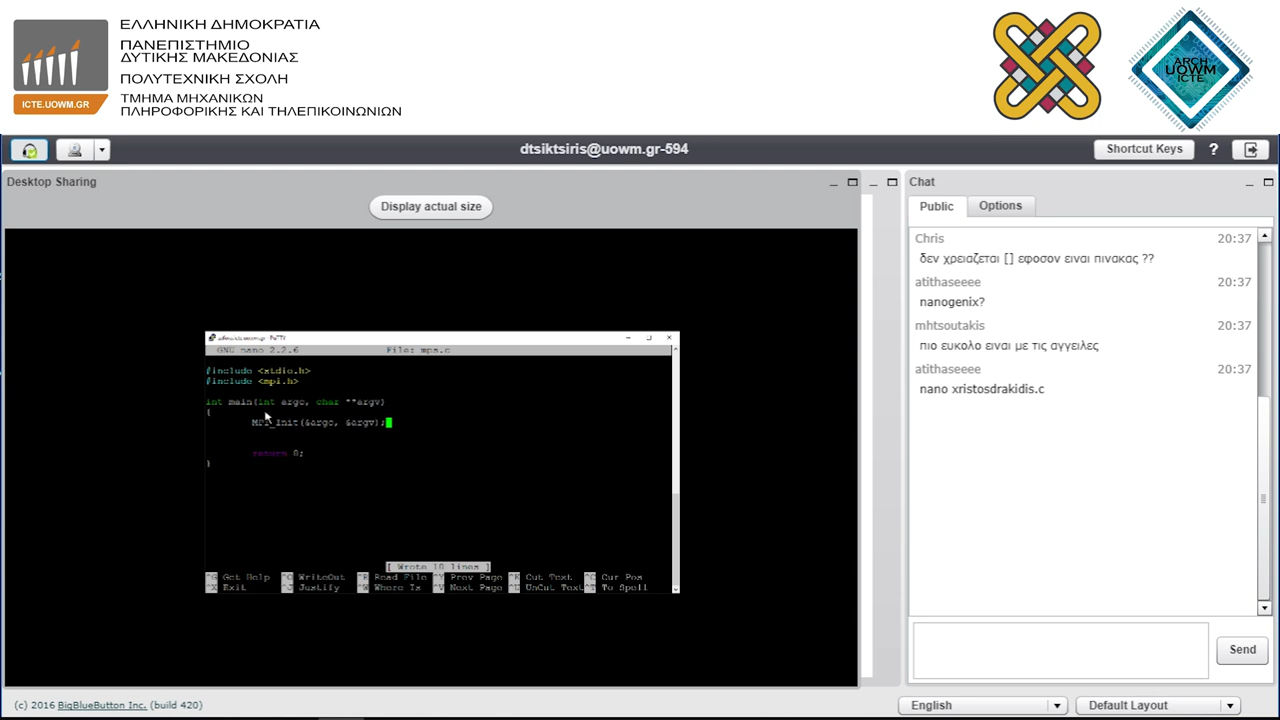 ΕΛΛΗΝΙΚΗ ΔΗΜΟΚΡΑΤΙΑ
ΠΑΝΕΠΙΣΤΗΜΙΟ
ΔΥΤΙΚΗΣ ΜΑΚΕΔΟΝΙΑΣ
ΠΟΛΥΤΕΧΝΙΚΗ ΣΧΟΛΗ
ΤΜΗΜΑ ΜΗΧΑΝΙΚΩΝ
ΠΛΗΡΟΦΟΡΙΚΗΣ ΚΑΙ ΤΗΛΕΠΙΚΟΙΝΩΝΙΩΝ
ICTE.UOWM.GR
ARCH
UOWM
ICTE
dtsiktsiris@uowm.gr-594
Shortcut Keys
?
Desktop Sharing
Display actual size
PuTTY
GNU nano 2.2.6 File: mps.c
#include <stdio.h>
#include <mpi.h>
int main(int argc, char **argv)
{
MPI_Init(&argc, &argv);
return 0;
}
[ Wrote 10 lines ]
^G Get Help ^O WriteOut ^R Read File ^Y Prev Page ^K Cut Text ^C Cur Pos
^X Exit ^J Justify ^W Where Is ^V Next Page ^U UnCut Text ^T To Spell
Chat
Public Options
Chris 20:37
δεν χρειαζεται [] εφοσον ειναι πινακας ??
atithaseeee 20:37
nanogenix?
mhtsoutakis 20:37
πιο ευκολο ειναι με τις αγγειλες
atithaseeee 20:37
nano xristosdrakidis.c
Send
(c) 2016 BigBlueButton Inc. (build 420)
English
Default Layout